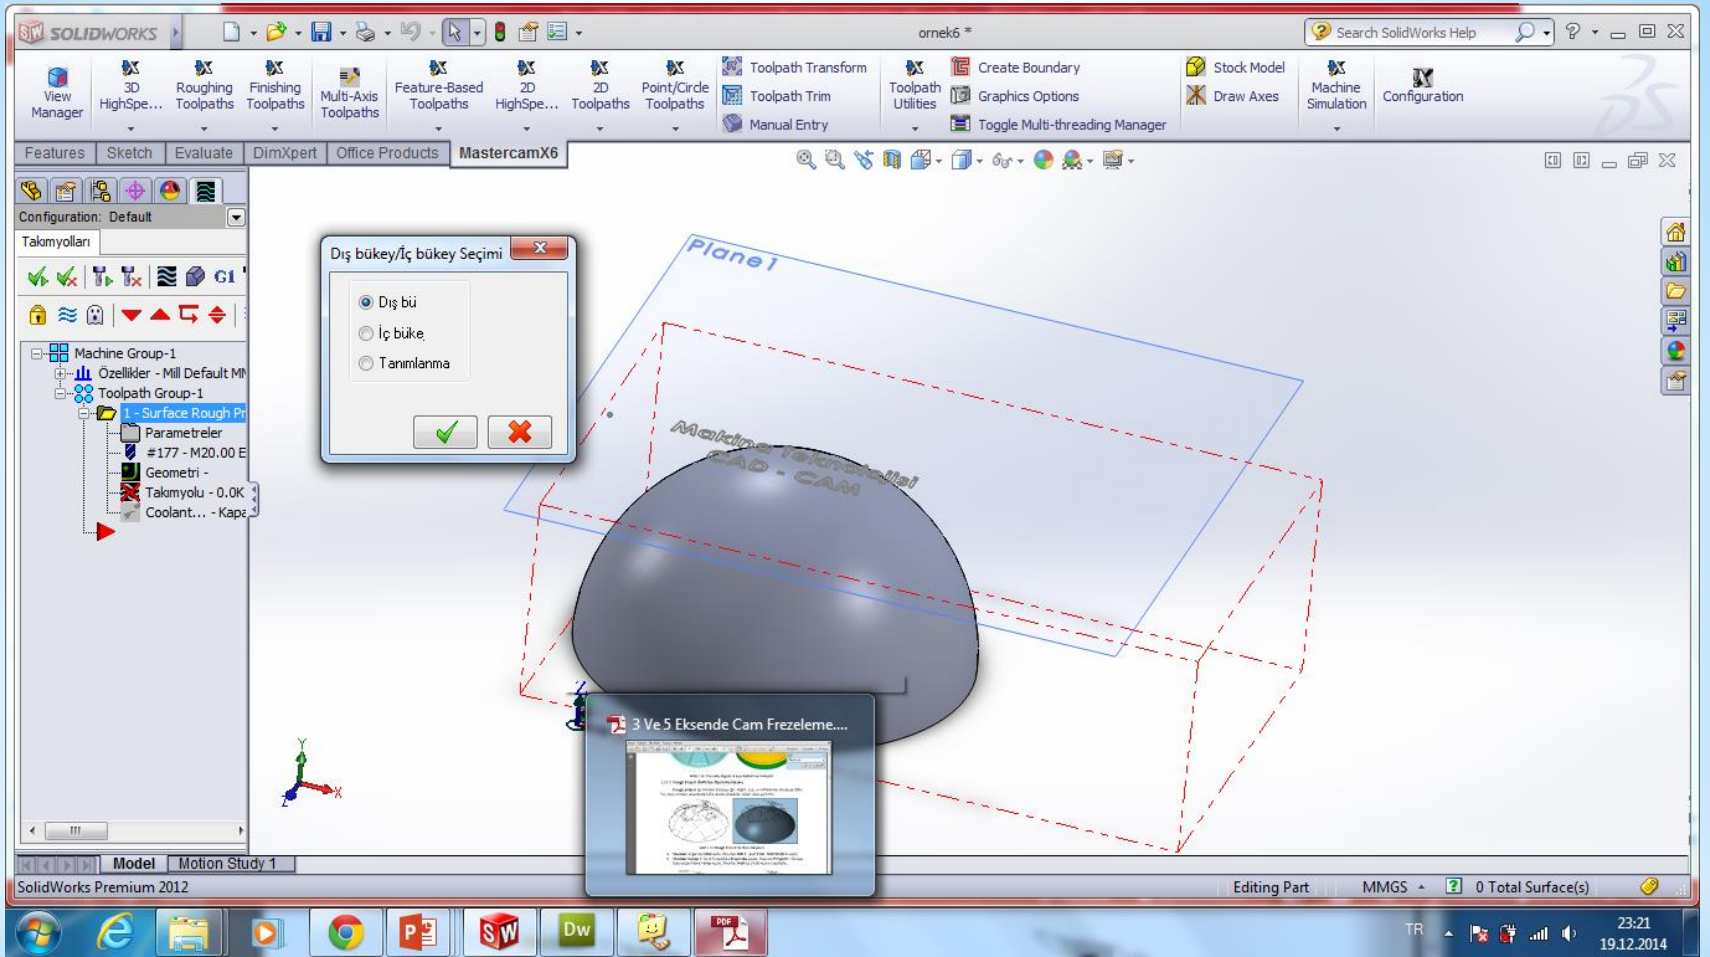 SOLIDWORKS
ornek6 *
Search SolidWorks Help
View Manager
3D HighSpe...
Roughing Toolpaths
Finishing Toolpaths
Multi-Axis Toolpaths
Feature-Based Toolpaths
2D HighSpe...
2D Toolpaths
Point/Circle Toolpaths
Toolpath Transform
Toolpath Trim
Manual Entry
Toolpath Utilities
Create Boundary
Graphics Options
Toggle Multi-threading Manager
Stock Model
Draw Axes
Machine Simulation
Configuration
Features Sketch Evaluate DimXpert Office Products MastercamX6
Configuration: Default
Takımyolları
G1
Machine Group-1
Özellikler - Mill Default MM
Toolpath Group-1
1 - Surface Rough Pr
Parametreler
#177 - M20.00 E
Geometri -
Takımyolu - 0.0K
Coolant... - Kapa
Dış bükey/İç bükey Seçimi
Dış bü
İç büke
Tanımlanma
Plane1
Makina Teknolojisi
CAD - CAM
Z
Y
X
Z
3 Ve 5 Eksende Cam Frezeleme....
Model Motion Study 1
SolidWorks Premium 2012
Editing Part MMGS 0 Total Surface(s)
Dw
PDF
TR
23:21
19.12.2014